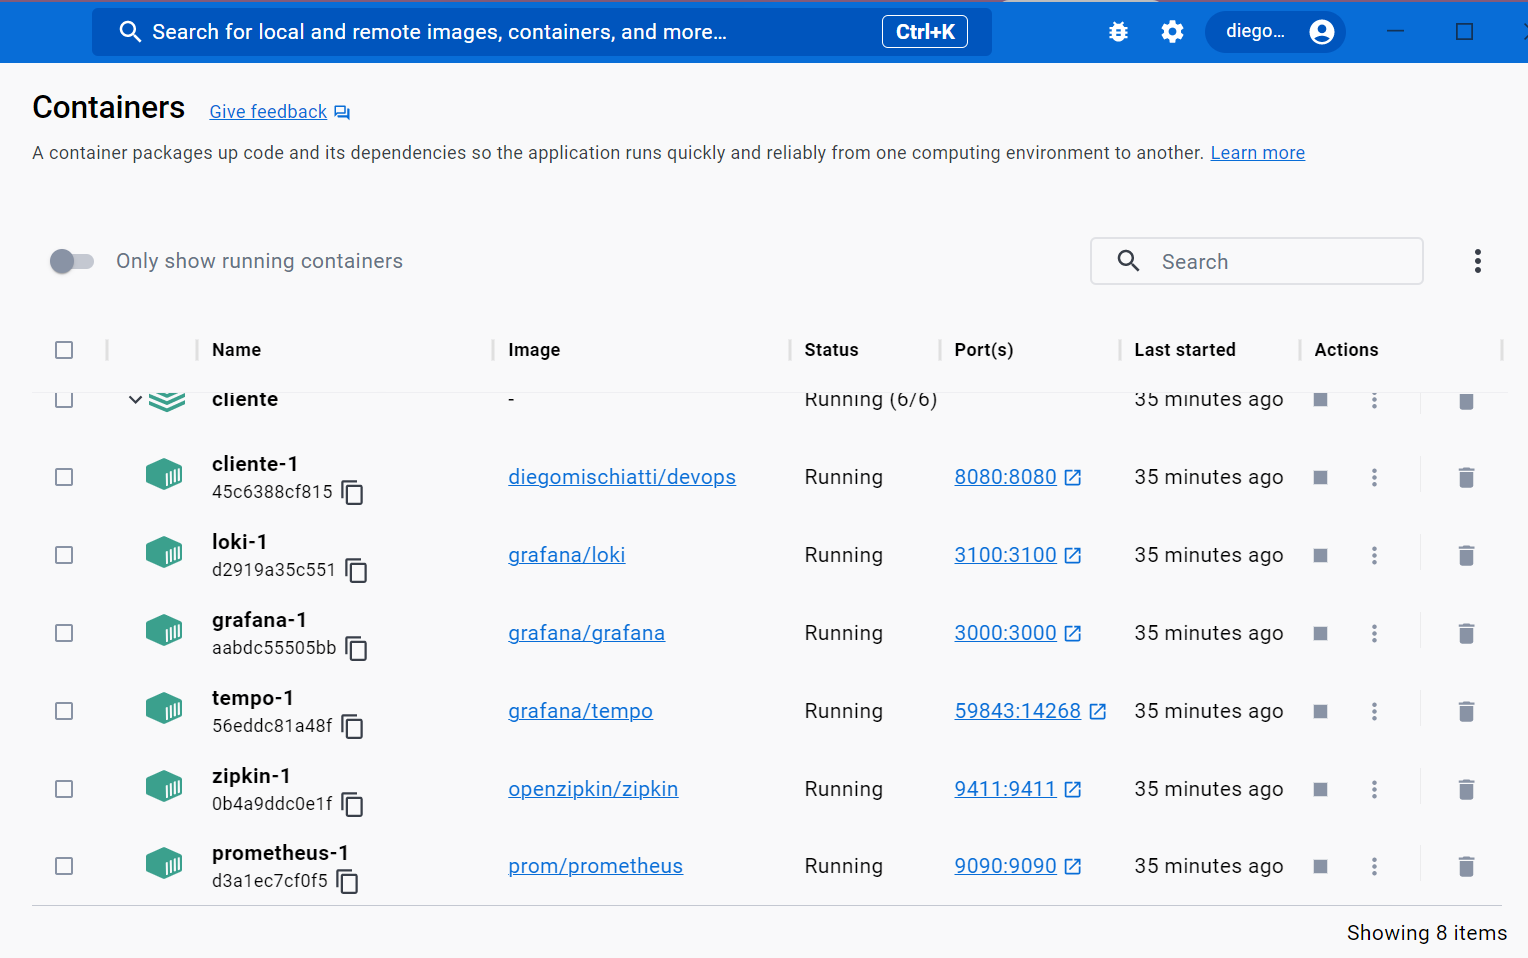 Search for local and remote images, containers, and more... Ctrl+K diego...
Containers Give feedback
A container packages up code and its dependencies so the application runs quickly and reliably from one computing environment to another. Learn more
Only show running containers Search
Name Image Status Port(s) Last started Actions
cliente - Running (6/6) 35 minutes ago
cliente-1
45c6388cf815 diegomischiatti/devops Running 8080:8080 35 minutes ago
loki-1
d2919a35c551 grafana/loki Running 3100:3100 35 minutes ago
grafana-1
aabdc55505bb grafana/grafana Running 3000:3000 35 minutes ago
tempo-1
56eddc81a48f grafana/tempo Running 59843:14268 35 minutes ago
zipkin-1
0b4a9ddc0e1f openzipkin/zipkin Running 9411:9411 35 minutes ago
prometheus-1
d3a1ec7cf0f5 prom/prometheus Running 9090:9090 35 minutes ago
Showing 8 items